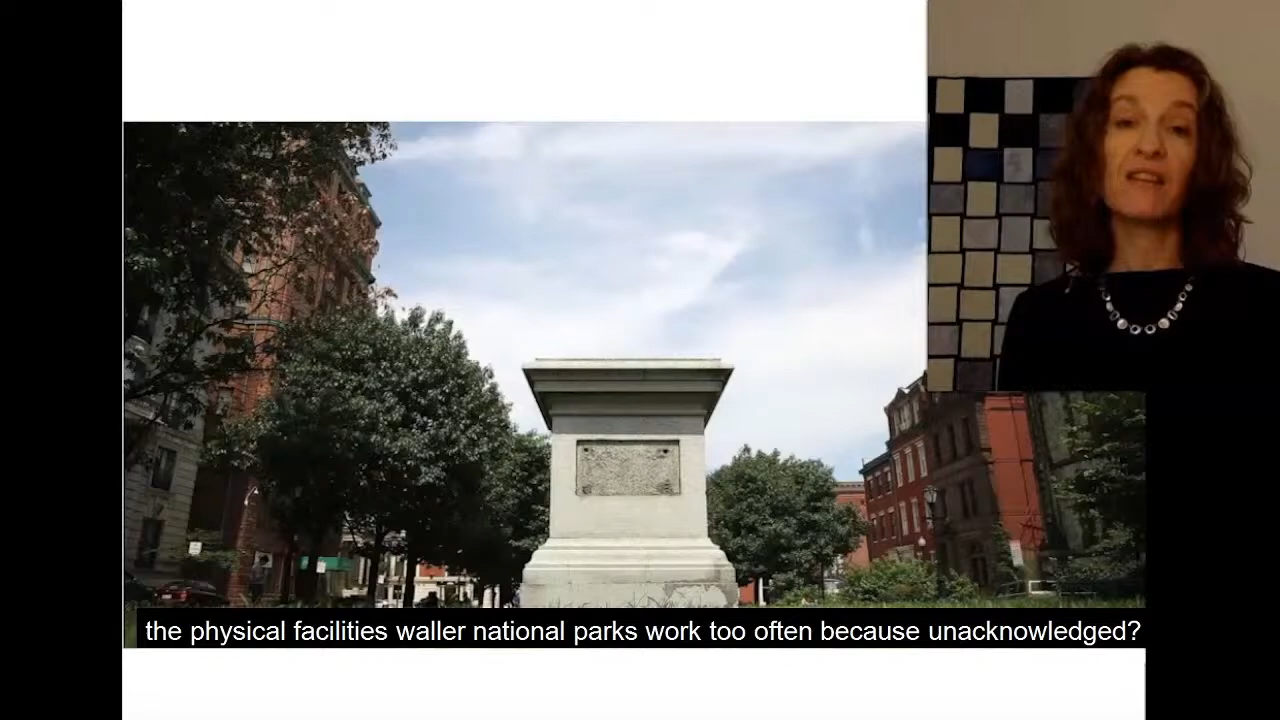 the physical facilities waller national parks work too often because unacknowledged?